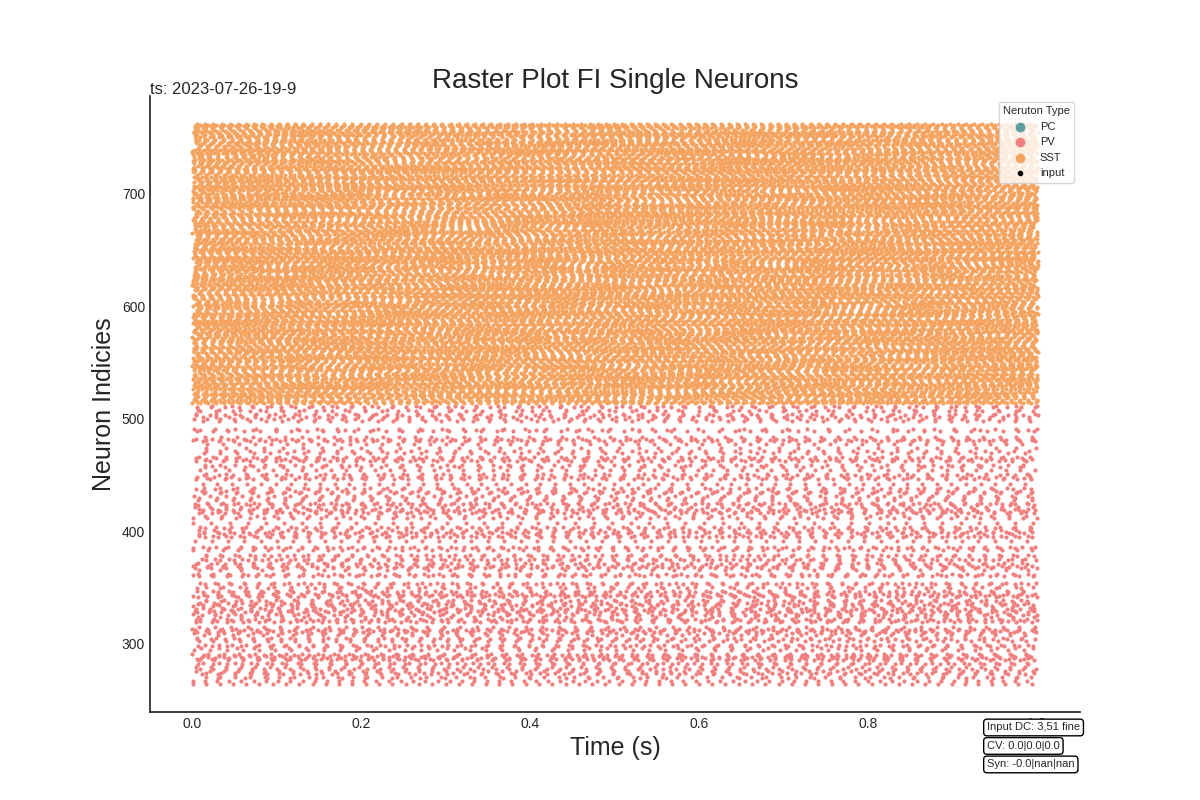 Raster Plot FI Single Neurons
ts: 2023-07-26-19-9
Neruton Type
PC
PV
SST
input
Neuron Indicies
700
600
500
400
300
0.0 0.2 0.4 0.6 0.8
Time (s)
Input DC: 3,51 fine
CV: 0.0|0.0|0.0
Syn: -0.0|nan|nan